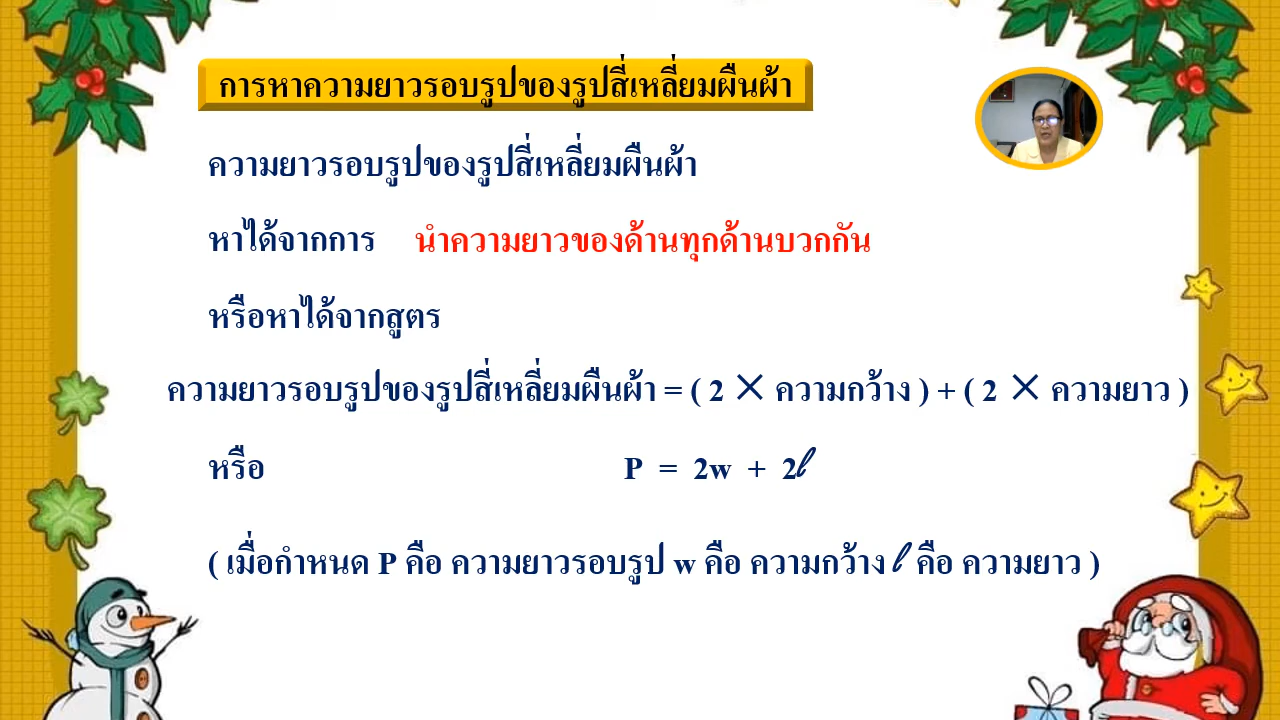 การหาความยาวรอบรูปของรูปสี่เหลี่ยมผืนผ้า
ความยาวรอบรูปของรูปสี่เหลี่ยมผืนผ้า
หาได้จากการ นำความยาวของด้านทุกด้านบวกกัน
หรือหาได้จากสูตร
ความยาวรอบรูปของรูปสี่เหลี่ยมผืนผ้า = ( 2 × ความกว้าง ) + ( 2 × ความยาว )
หรือ P = 2w + 2ℓ
( เมื่อกำหนด P คือ ความยาวรอบรูป w คือ ความกว้าง ℓ คือ ความยาว )